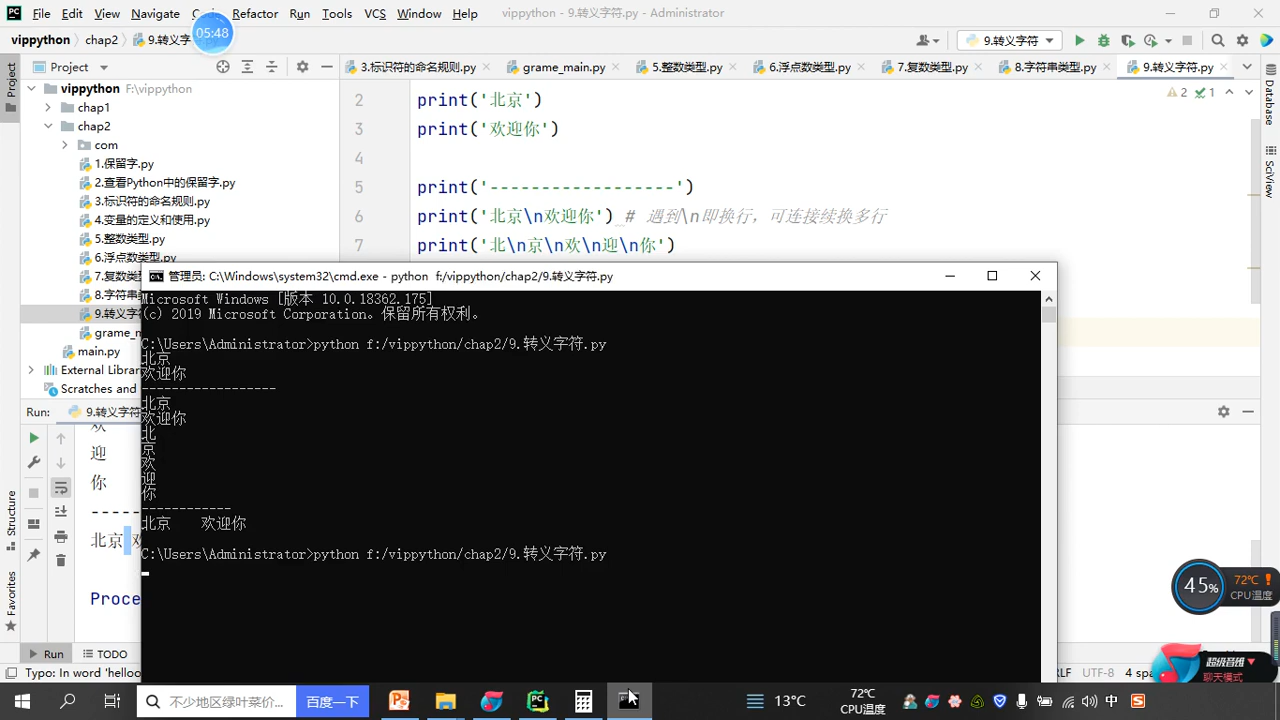 File Edit View Navigate Code Refactor Run Tools VCS Window Help vippython - 9.转义字符.py - Administrator
05:48
vippython chap2 9.转义字 9.转义字符
Project 3.标识符的命名规则.py grame_main.py 5.整数类型.py 6.浮点数类型.py 7.复数类型.py 8.字符串类型.py 9.转义字符.py
Project
Database
SciView
Structure
Favorites
vippython F:\vippython
chap1
chap2
com
1.保留字.py
2.查看Python中的保留字.py
3.标识符的命名规则.py
4.变量的定义和使用.py
5.整数类型.py
6.浮点数类型.py
7.复数类
8.字符串
9.转义字
grame_m
main.py
External Librar
Scratches and
2 1
2 print('北京')
3 print('欢迎你')
4
5 print('------------------')
6 print('北京\n欢迎你') # 遇到\n即换行，可连接续换多行
7 print('北\n京\n欢\n迎\n你')
管理员: C:\Windows\system32\cmd.exe - python f:/vippython/chap2/9.转义字符.py
Microsoft Windows [版本 10.0.18362.175]
(c) 2019 Microsoft Corporation。保留所有权利。
C:\Users\Administrator>python f:/vippython/chap2/9.转义字符.py
北京
欢迎你
------------------
北京
欢迎你
北
京
欢
迎
你
------------
北京    欢迎你
C:\Users\Administrator>python f:/vippython/chap2/9.转义字符.py
Run: 9.转义字符
迎
你
北京
Proce
Run TODO
Typo: In word 'helloo
UTF-8 4 spa
45% 72℃
CPU温度
超级音雄
聊天模式
不少地区绿叶菜价... 百度一下
13℃ 72℃
CPU温度
中